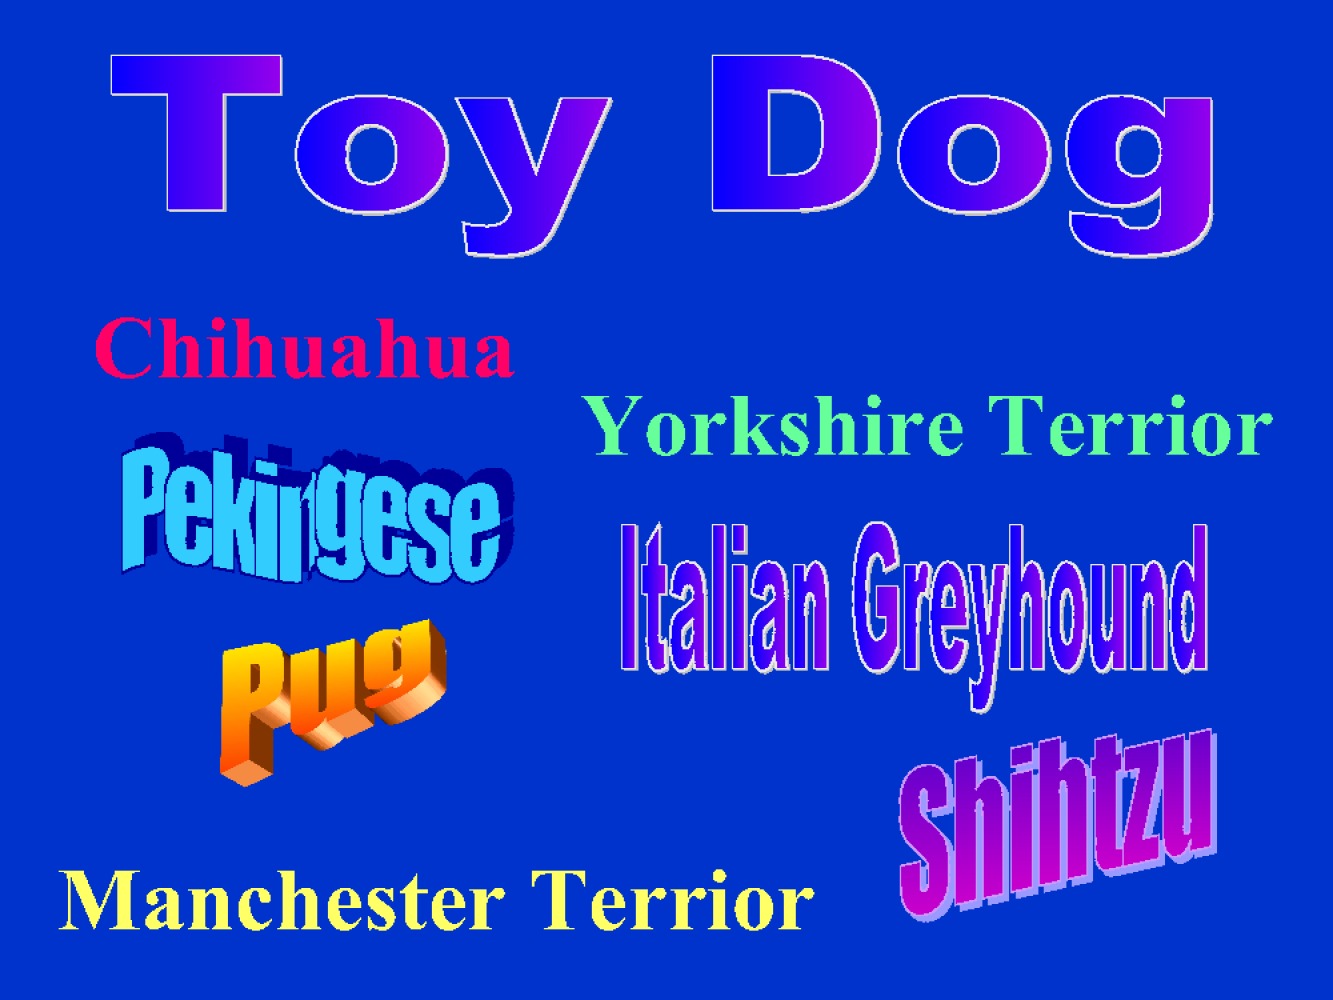 Toy Dog
Chihuahua
Yorkshire Terrior
Pekingese
Italian Greyhound
Pug
Shihtzu
Manchester Terrior